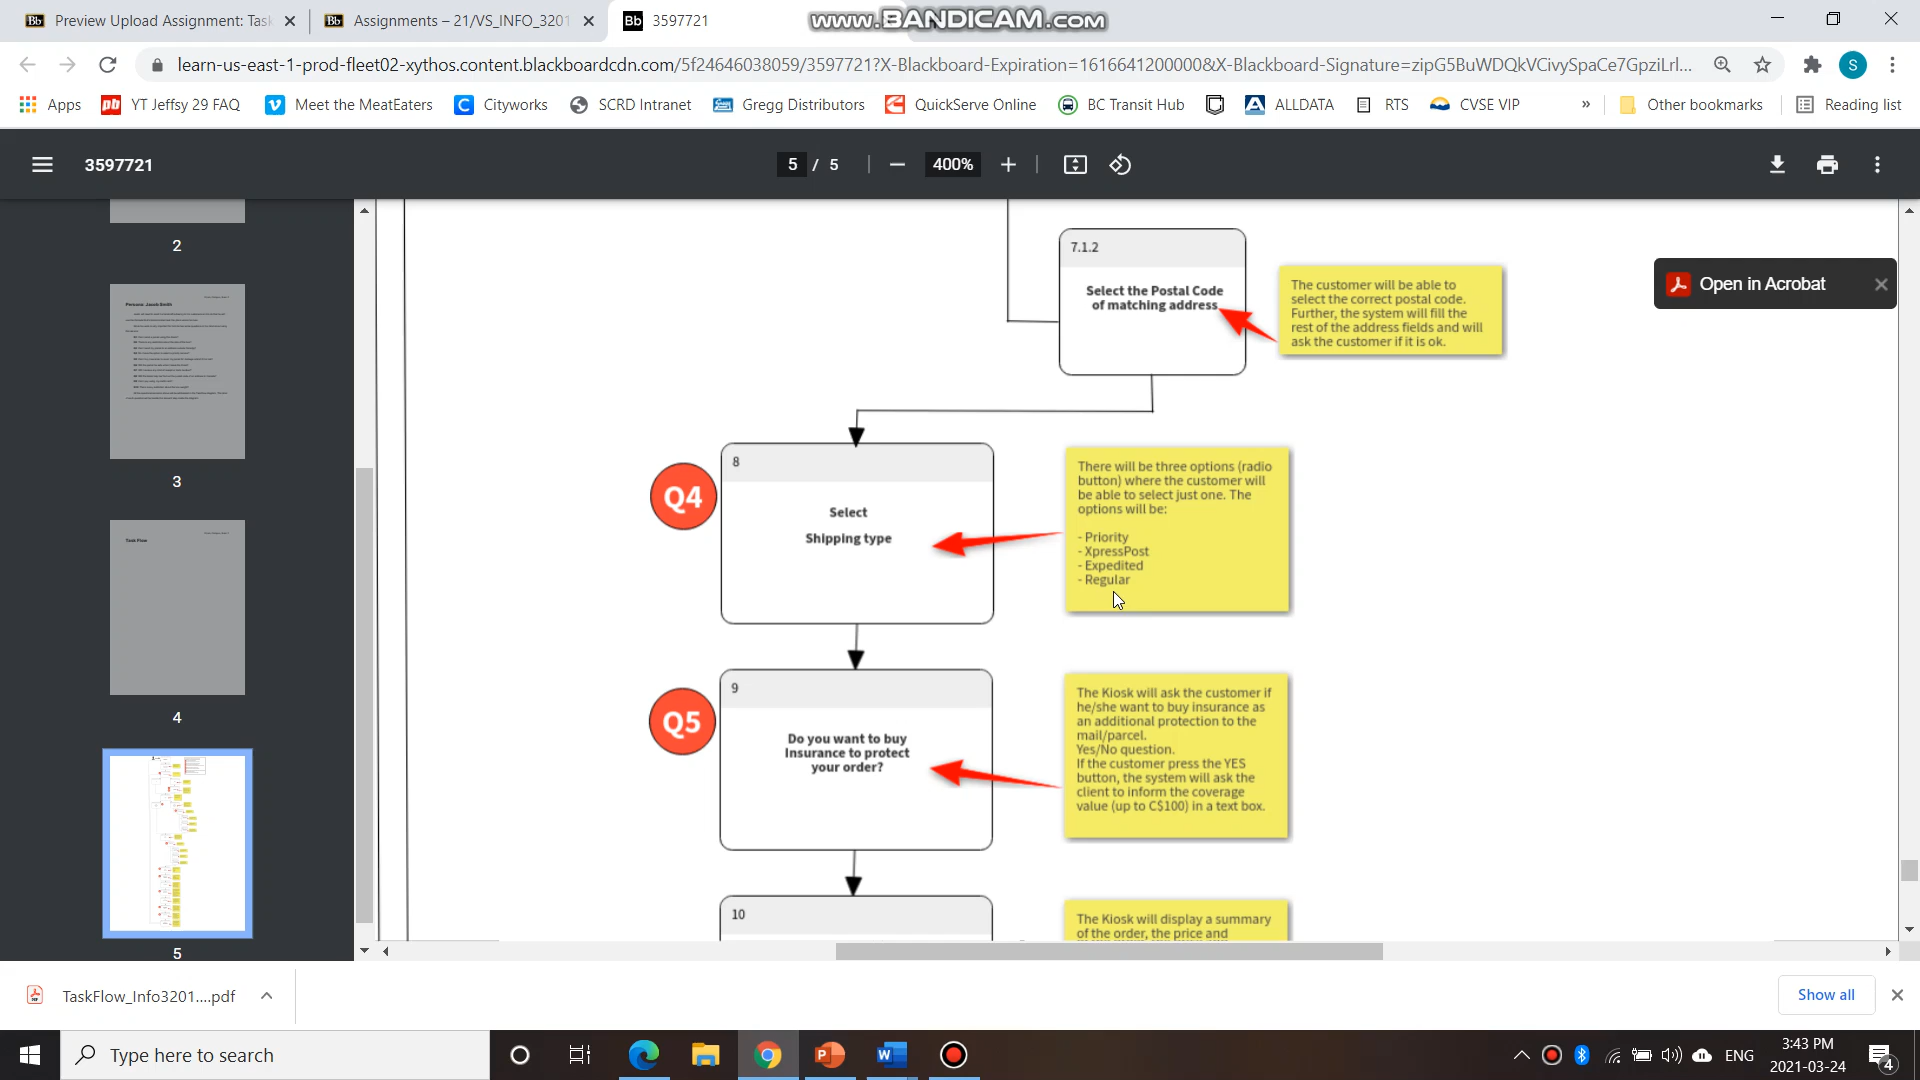 Preview Upload Assignment: Task
Assignments – 21/VS_INFO_3201
3597721
www.BANDICAM.com
learn-us-east-1-prod-fleet02-xythos.content.blackboardcdn.com/5f24646038059/3597721?X-Blackboard-Expiration=1616641200000&X-Blackboard-Signature=zipG5BuWDQkVCivySpaCe7GpziLrl...
S
Apps
YT Jeffsy 29 FAQ
Meet the MeatEaters
Cityworks
SCRD Intranet
Gregg Distributors
QuickServe Online
BC Transit Hub
ALLDATA
RTS
CVSE VIP
»
Other bookmarks
Reading list
3597721
5 / 5
400%
2
Persona: Jacob Smith
3
Task Flow
4
5
7.1.2
Select the Postal Code
of matching address
The customer will be able to
select the correct postal code.
Further, the system will fill the
rest of the address fields and will
ask the customer if it is ok.
Open in Acrobat
Q4
8
Select
Shipping type
There will be three options (radio
button) where the customer will
be able to select just one. The
options will be:
- Priority
- XpressPost
- Expedited
- Regular
Q5
9
Do you want to buy
Insurance to protect
your order?
The Kiosk will ask the customer if
he/she want to buy insurance as
an additional protection to the
mail/parcel.
Yes/No question.
If the customer press the YES
button, the system will ask the
client to inform the coverage
value (up to C$100) in a text box.
10
The Kiosk will display a summary
of the order, the price and
TaskFlow_Info3201....pdf
Show all
Type here to search
ENG
3:43 PM
2021-03-24
4